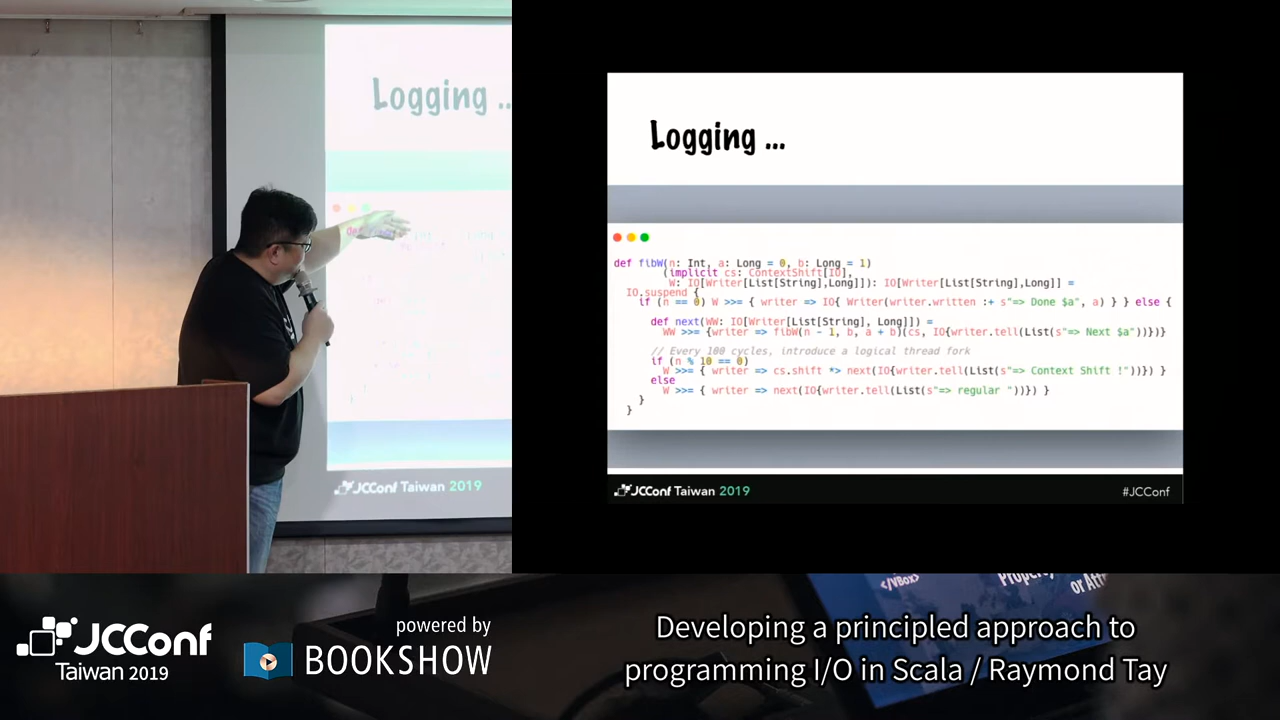 Logging ..
JCConf Taiwan 2019
Logging ...
def fibW(n: Int, a: Long = 0, b: Long = 1)
(implicit cs: ContextShift[IO],
W: IO[Writer[List[String],Long]]): IO[Writer[List[String],Long]] =
IO.suspend {
if (n == 0) W >>= { writer => IO{ Writer(writer.written :+ s"=> Done $a", a) } } else {
def next(WW: IO[Writer[List[String], Long]]) =
WW >>= {writer => fibW(n - 1, b, a + b)(cs, IO{writer.tell(List(s"=> Next $a"))})}
// Every 100 cycles, introduce a logical thread fork
if (n % 10 == 0)
W >>= { writer => cs.shift *> next(IO{writer.tell(List(s"=> Context Shift !"))}) }
else
W >>= { writer => next(IO{writer.tell(List(s"=> regular "))}) }
}
}
JCConf Taiwan 2019
#JCConf
</VBox>
JCConf
Taiwan 2019
powered by
BOOKSHOW
Developing a principled approach to
programming I/O in Scala / Raymond Tay